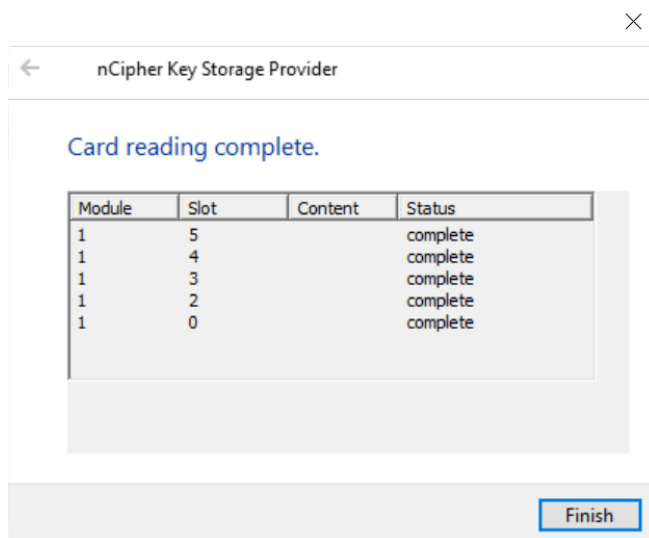 nCipher Key Storage Provider
Card reading complete.
Module Slot Content Status
1 5 complete
1 4 complete
1 3 complete
1 2 complete
1 0 complete
Finish